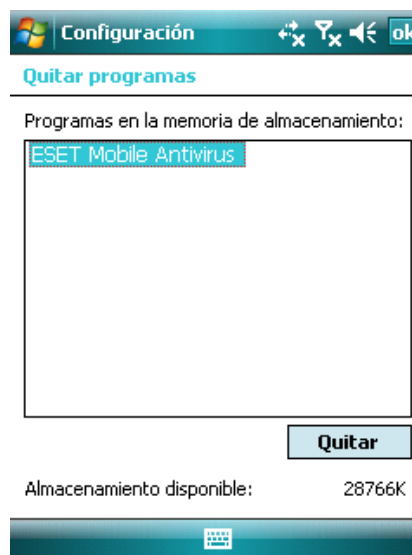 Configuración
ok
Quitar programas
Programas en la memoria de almacenamiento:
ESET Mobile Antivirus
Quitar
Almacenamiento disponible: 28766K